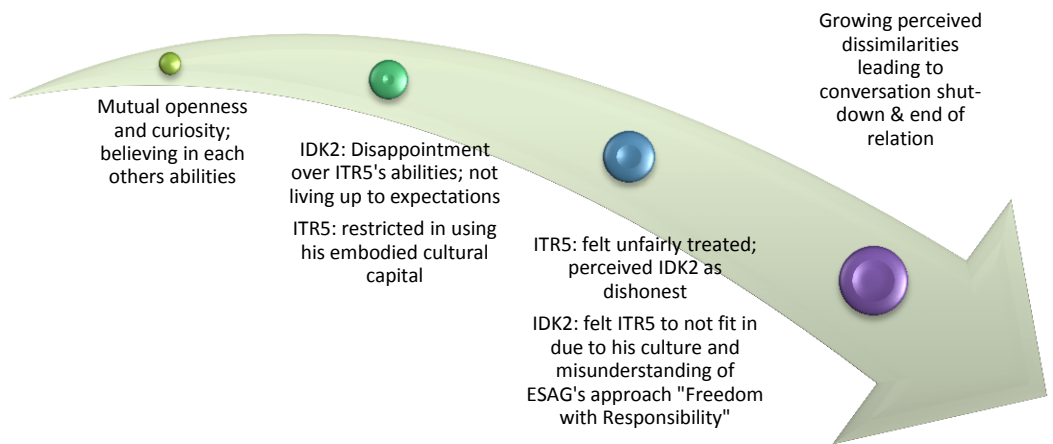 Mutual openness
and curiosity;
believing in each
others abilities
IDK2: Disappointment
over ITR5's abilities; not
living up to expectations
ITR5: restricted in using
his embodied cultural
capital
ITR5: felt unfairly treated;
perceived IDK2 as
dishonest
IDK2: felt ITR5 to not fit in
due to his culture and
misunderstanding of
ESAG's approach "Freedom
with Responsibility"
Growing perceived
dissimilarities
leading to
conversation shut-
down & end of
relation